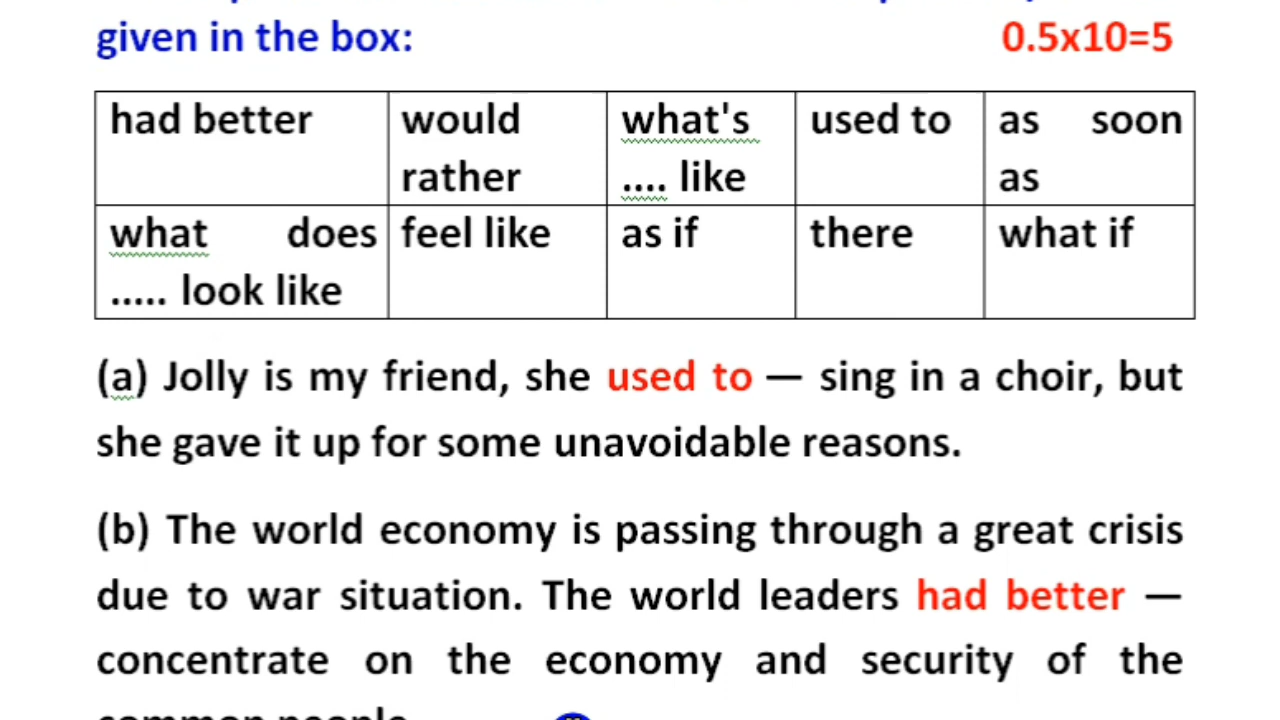 given in the box: 0.5x10=5
had better would rather what's .... like used to as soon as
what does ..... look like feel like as if there what if
(a) Jolly is my friend, she used to — sing in a choir, but
she gave it up for some unavoidable reasons.
(b) The world economy is passing through a great crisis
due to war situation. The world leaders had better —
concentrate on the economy and security of the
common people.